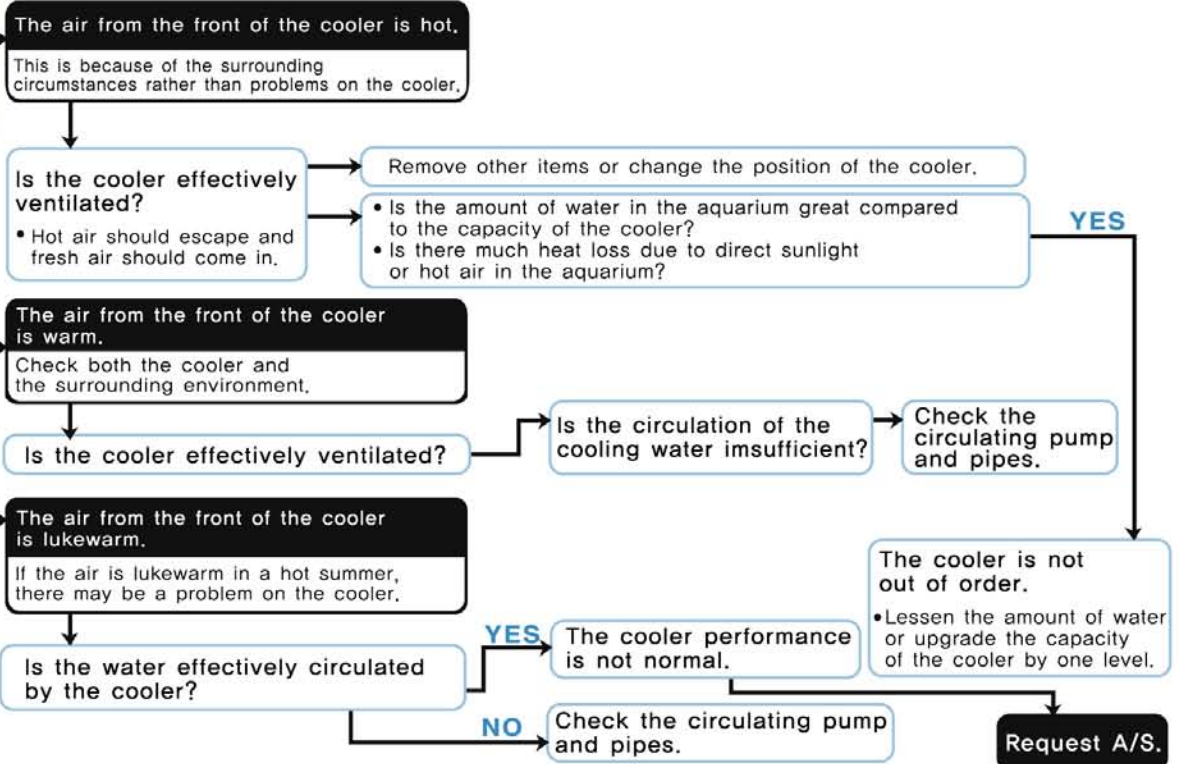 The air from the front of the cooler is hot.
This is because of the surrounding
circumstances rather than problems on the cooler.
Is the cooler effectively
ventilated?
• Hot air should escape and
fresh air should come in.
Remove other items or change the position of the cooler.
• Is the amount of water in the aquarium great compared
to the capacity of the cooler?
• Is there much heat loss due to direct sunlight
or hot air in the aquarium?
YES
The air from the front of the cooler
is warm.
Check both the cooler and
the surrounding environment.
Is the cooler effectively ventilated?
Is the circulation of the
cooling water imsufficient?
Check the
circulating pump
and pipes.
The air from the front of the cooler
is lukewarm.
If the air is lukewarm in a hot summer,
there may be a problem on the cooler.
Is the water effectively circulated
by the cooler?
YES
The cooler performance
is not normal.
NO
Check the circulating pump
and pipes.
The cooler is not
out of order.
• Lessen the amount of water
or upgrade the capacity
of the cooler by one level.
Request A/S.